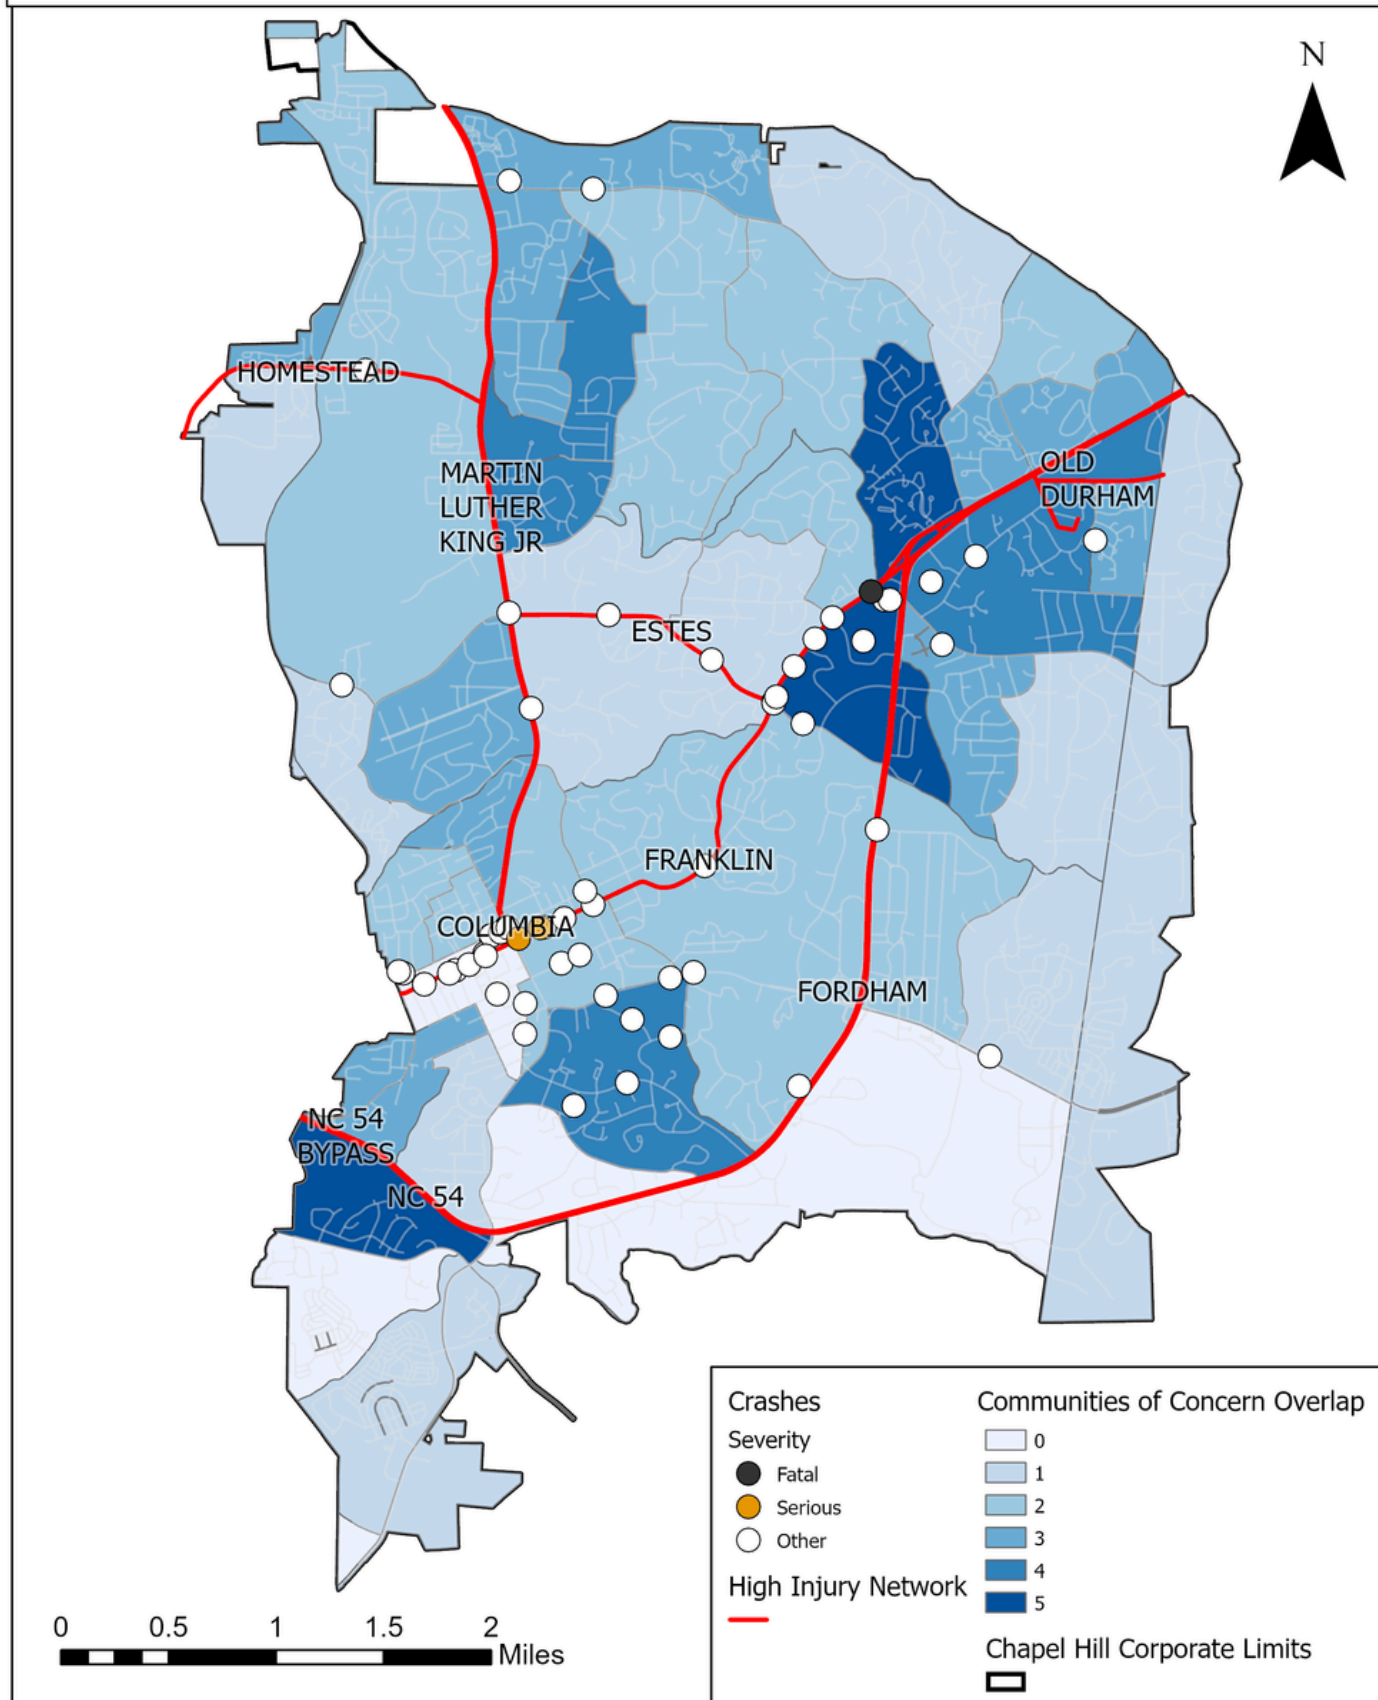 N
HOMESTEAD
MARTIN
LUTHER
KING JR
OLD
DURHAM
ESTES
FRANKLIN
COLUMBIA
FORDHAM
NC 54
BYPASS
NC 54
Crashes
Severity
Fatal
Serious
Other
High Injury Network
Communities of Concern Overlap
0
1
2
3
4
5
Chapel Hill Corporate Limits
0 0.5 1 1.5 2
Miles